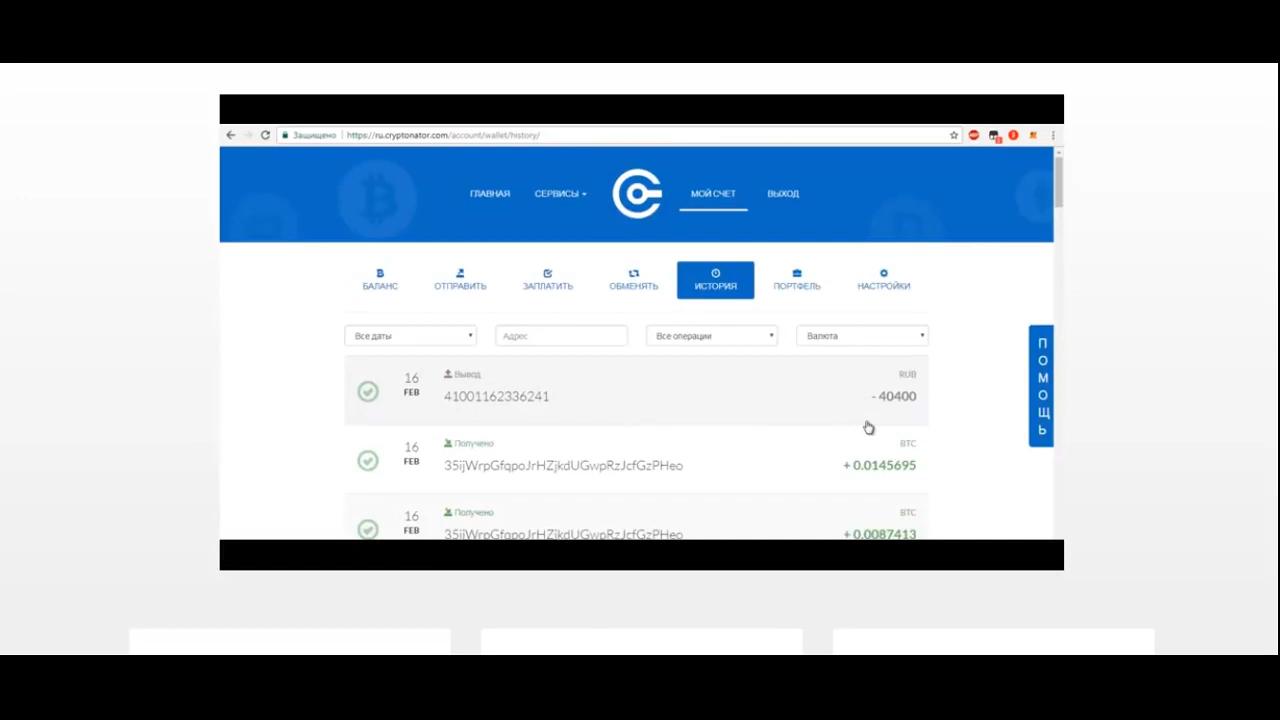 Защищено https://ru.cryptonator.com/account/wallet/history/
ГЛАВНАЯ СЕРВИСЫ МОЙ СЧЕТ ВЫХОД
БАЛАНС ОТПРАВИТЬ ЗАПЛАТИТЬ ОБМЕНЯТЬ ИСТОРИЯ ПОРТФЕЛЬ НАСТРОЙКИ
Все даты Адрес Все операции Валюта
ПОМОЩЬ
16 FEB Вывод RUB
41001162336241 - 40400
16 FEB Получено BTC
35ijWrpGfqpoJrHZjkdUGwpRzJcfGzPHeo + 0.0145695
16 FEB Получено BTC
35ijWrpGfqpoJrHZjkdUGwpRzJcfGzPHeo + 0.0087413